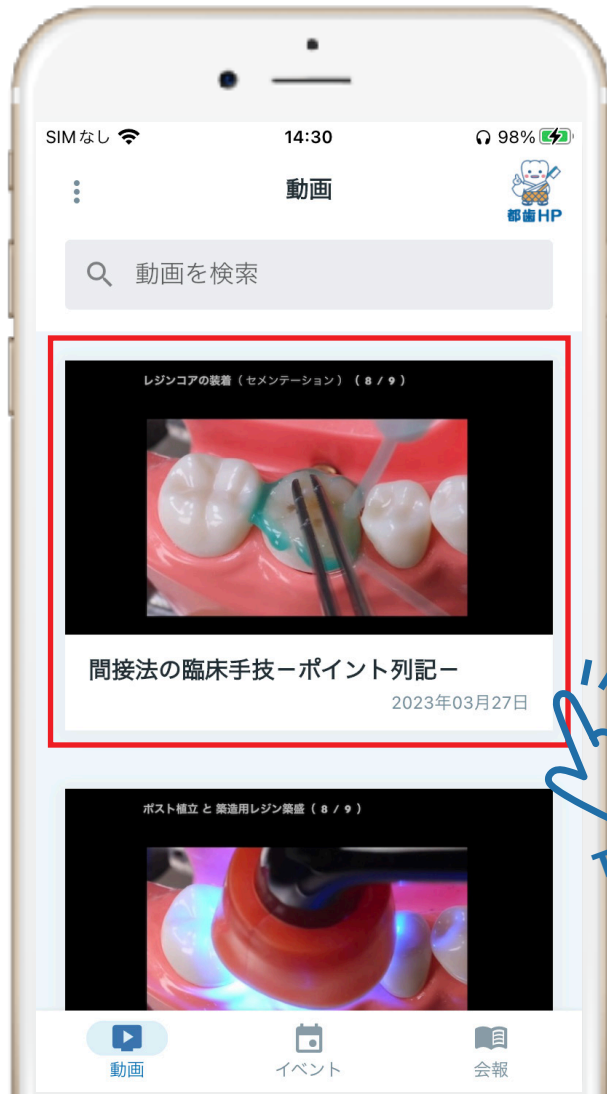 SIMなし 14:30 98%
動画
都歯HP
動画を検索
レジンコアの装着（セメンテーション）（ 8 / 9 ）
間接法の臨床手技－ポイント列記－
2023年03月27日
ポスト植立 と 築造用レジン築盛（ 8 / 9 ）
動画 イベント 会報